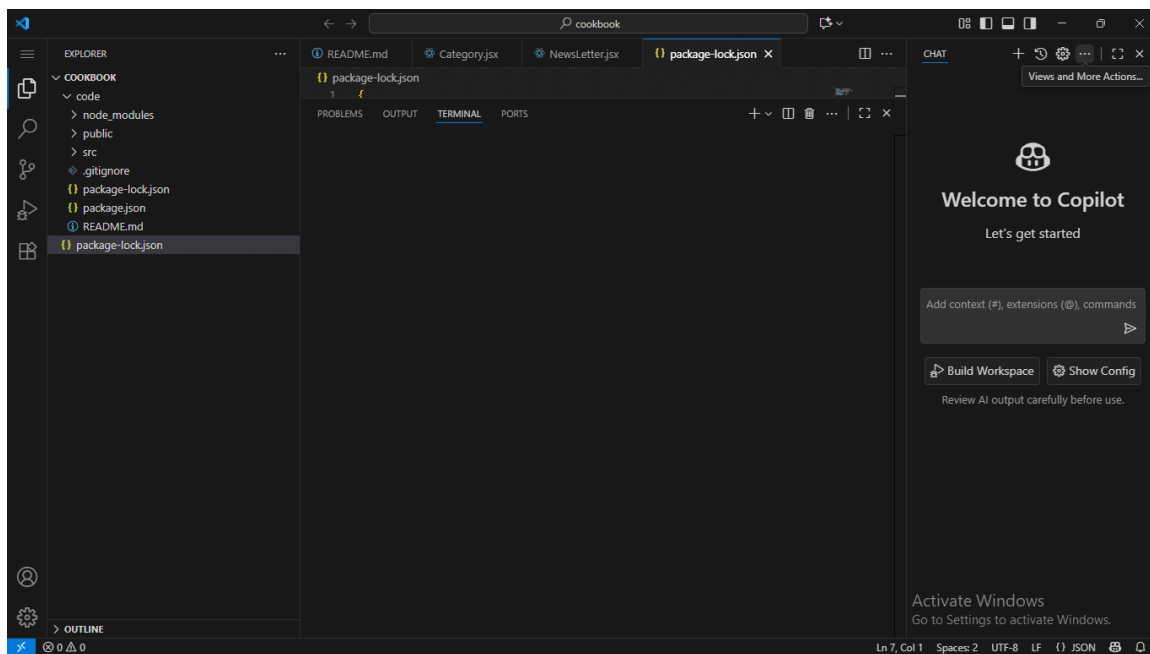 cookbook
EXPLORER
COOKBOOK
code
node_modules
public
src
.gitignore
package-lock.json
package.json
README.md
package-lock.json
OUTLINE
README.md
Category.jsx
NewsLetter.jsx
package-lock.json
package-lock.json
1 {
PROBLEMS OUTPUT TERMINAL PORTS
CHAT
Views and More Actions...
Welcome to Copilot
Let's get started
Add context (#), extensions (@), commands
Build Workspace
Show Config
Review AI output carefully before use.
Activate Windows
Go to Settings to activate Windows.
0 0
Ln 7, Col 1 Spaces: 2 UTF-8 LF {} JSON